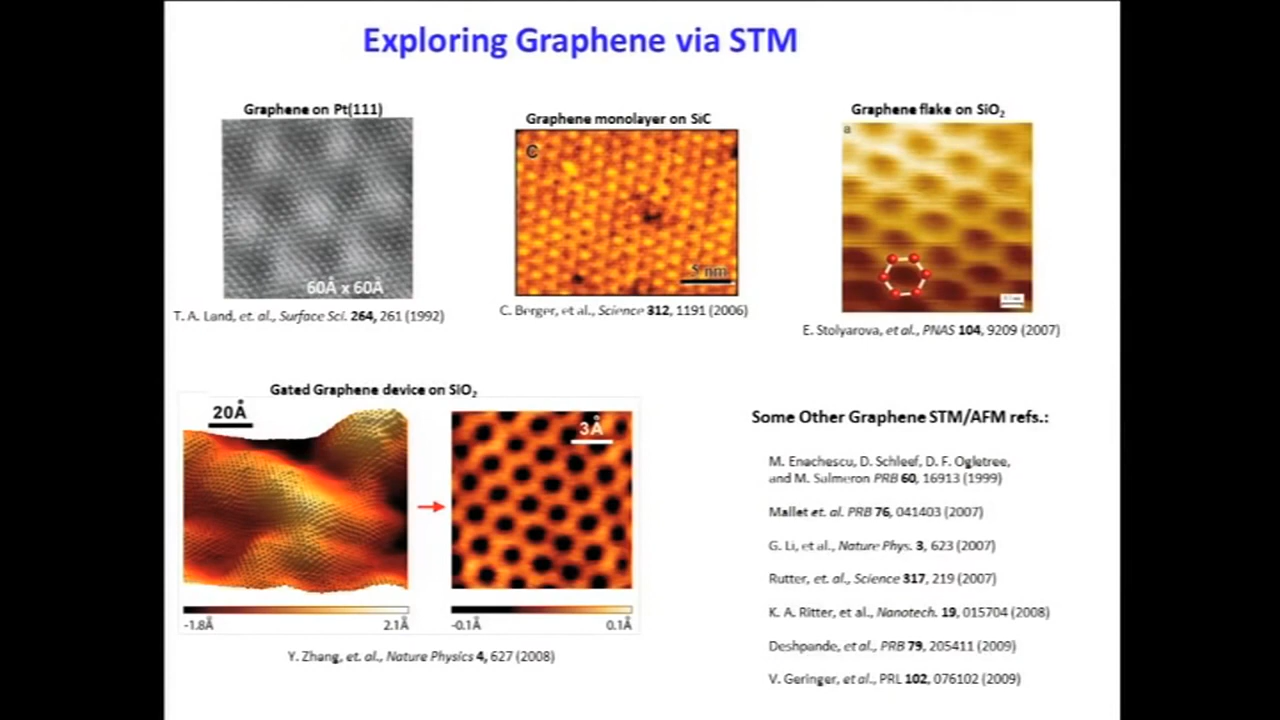 Exploring Graphene via STM
Graphene on Pt(111)
60Å x 60Å
T. A. Land, et. al., Surface Sci. 264, 261 (1992)
Graphene monolayer on SiC
C
5 nm
C. Berger, et al., Science 312, 1191 (2006)
Graphene flake on SiO₂
a
E. Stolyarova, et al., PNAS 104, 9209 (2007)
Gated Graphene device on SiO₂
20Å
3Å
-1.8Å 2.1Å
-0.1Å 0.1Å
Y. Zhang, et. al., Nature Physics 4, 627 (2008)
Some Other Graphene STM/AFM refs.:
M. Enachescu, D. Schleef, D. F. Ogletree,
and M. Salmeron PRB 60, 16913 (1999)
Mallet et. al. PRB 76, 041403 (2007)
G. Li, et al., Nature Phys. 3, 623 (2007)
Rutter, et. al., Science 317, 219 (2007)
K. A. Ritter, et al., Nanotech. 19, 015704 (2008)
Deshpande, et al., PRB 79, 205411 (2009)
V. Geringer, et al., PRL 102, 076102 (2009)